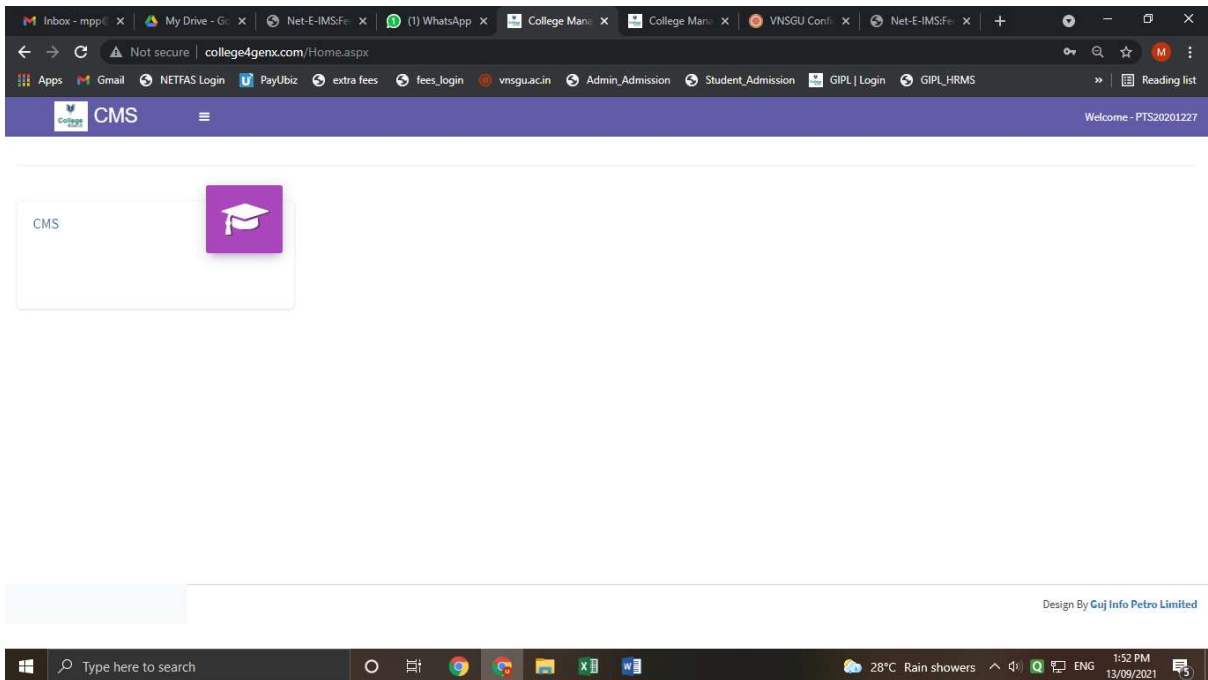 Inbox - mpp@
My Drive - Go
Net-E-IMS:Fe
(1) WhatsApp
College Mana
College Mana
VNSGU Confi
Net-E-IMS:Fe
Not secure | college4genx.com/Home.aspx
M
Apps Gmail NETFAS Login PayUbiz extra fees fees_login vnsgu.ac.in Admin_Admission Student_Admission GIPL | Login GIPL_HRMS » Reading list
College CMS Welcome - PTS20201227
CMS
Design By Guj Info Petro Limited
Type here to search
28°C Rain showers ENG 1:52 PM
13/09/2021
5